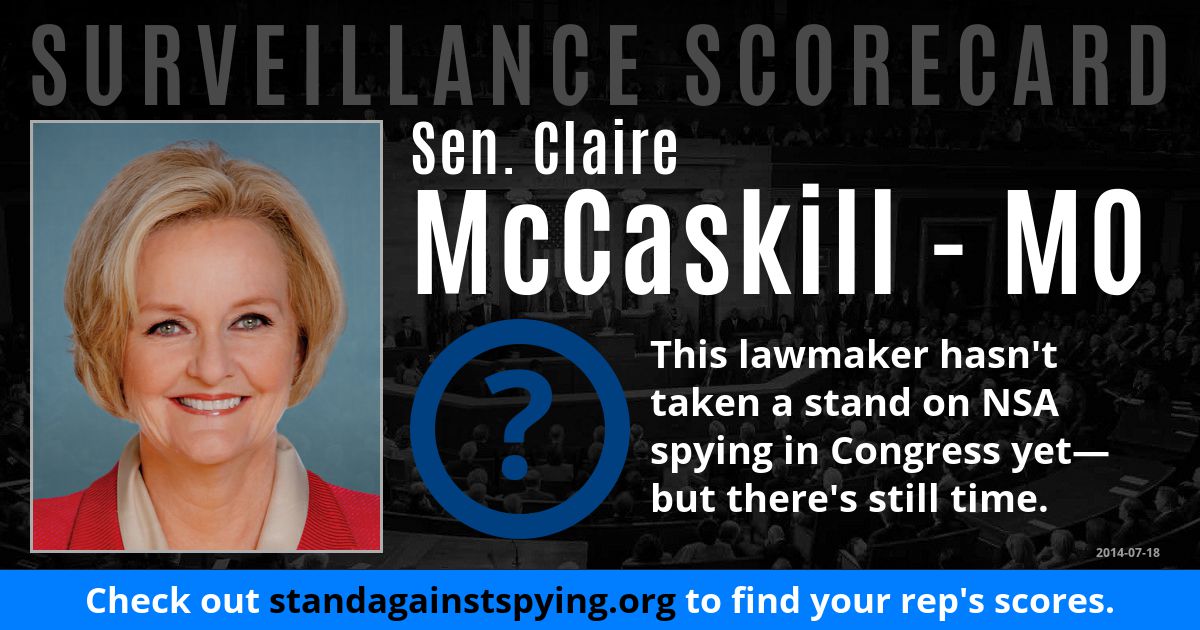 SURVEILLANCE SCORECARD
Sen. Claire
McCaskill - MO
?
This lawmaker hasn't
taken a stand on NSA
spying in Congress yet—
but there's still time.
2014-07-18
Check out standagainstspying.org to find your rep's scores.